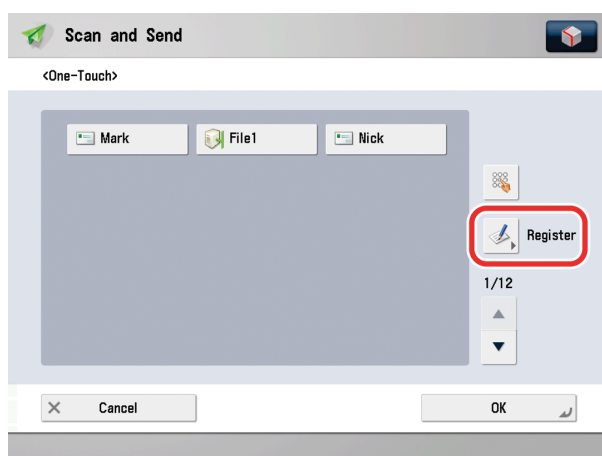 Scan and Send
<One-Touch>
Mark File1 Nick
Register
1/12
Cancel OK